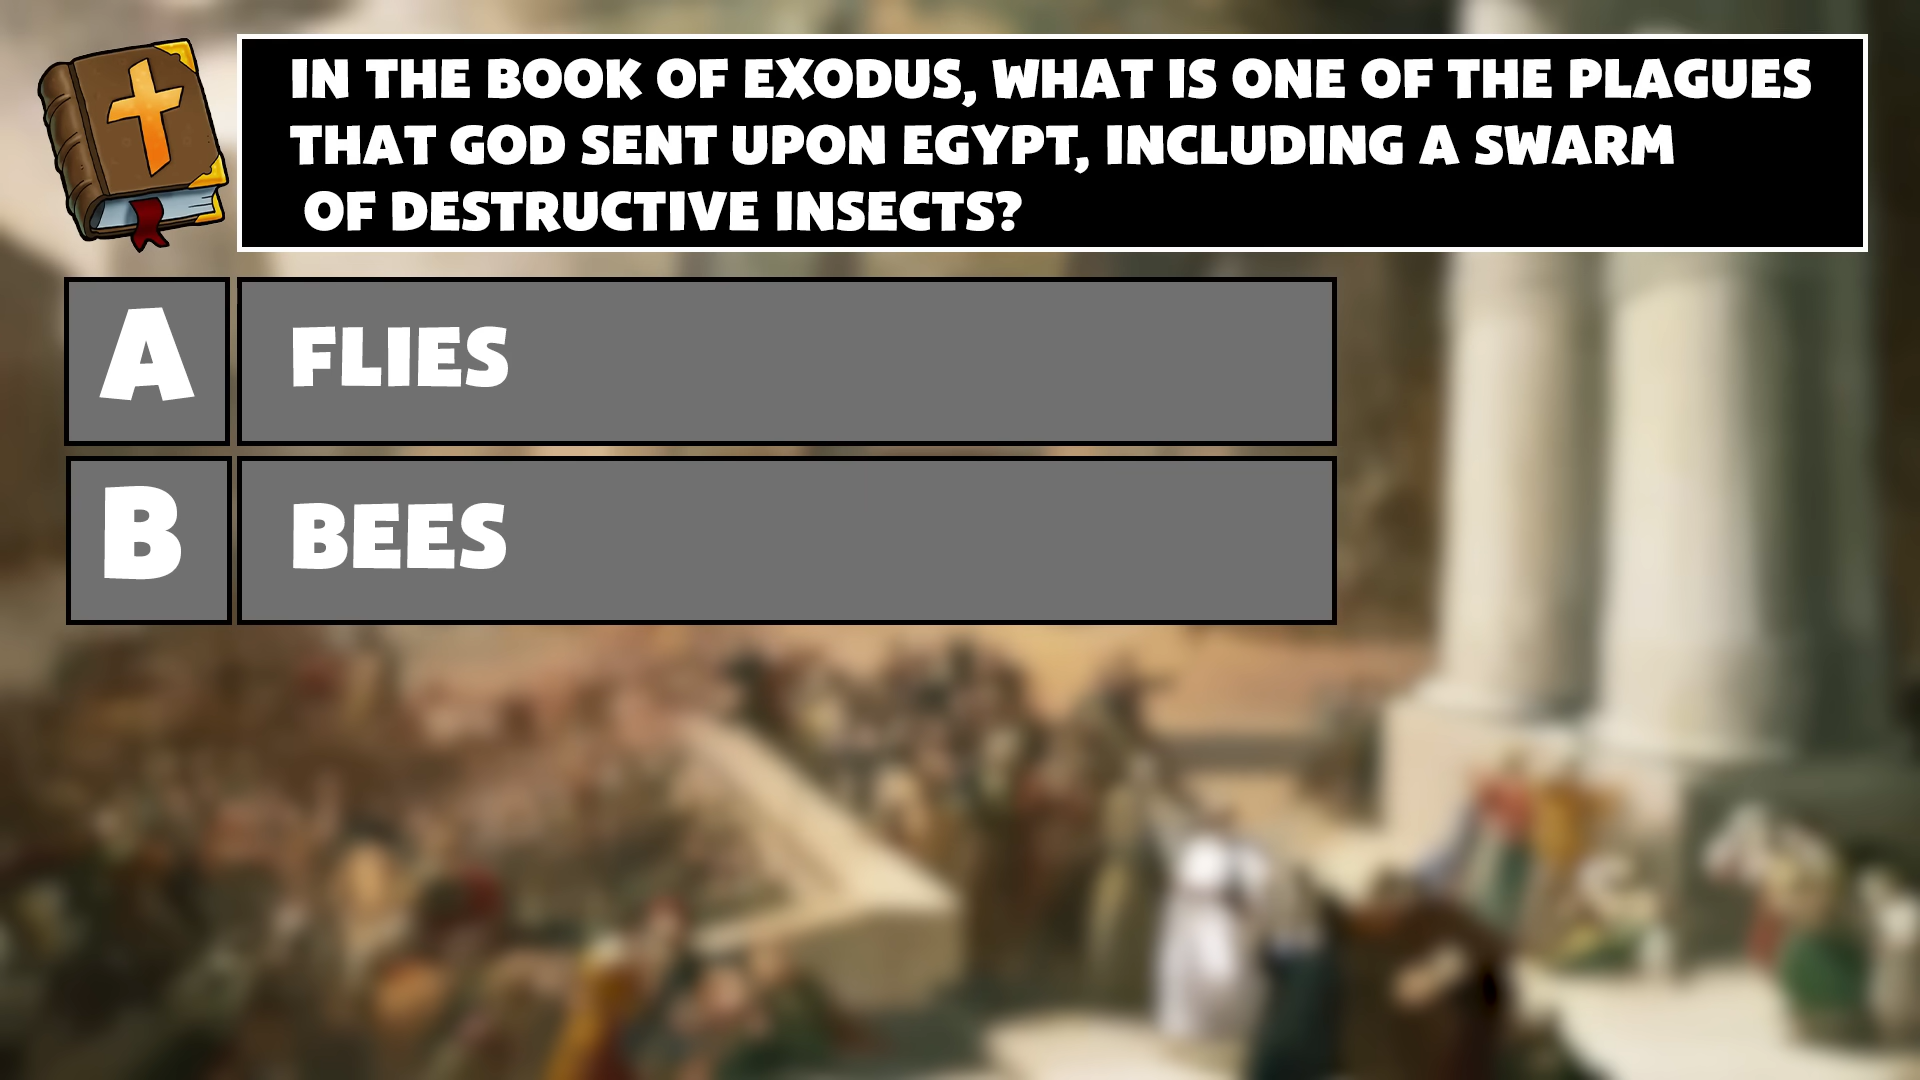 IN THE BOOK OF EXODUS, WHAT IS ONE OF THE PLAGUES
THAT GOD SENT UPON EGYPT, INCLUDING A SWARM
OF DESTRUCTIVE INSECTS?
A FLIES
B BEES